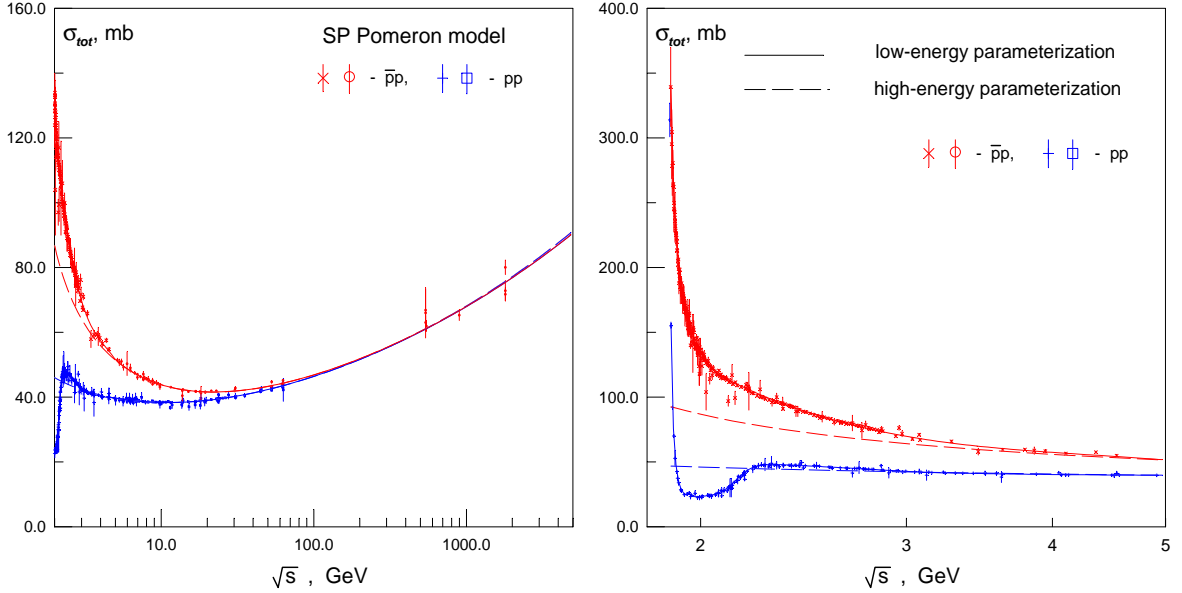 160.0
σtot, mb
SP Pomeron model
- p̅p, - pp
120.0
80.0
40.0
0.0
10.0 100.0 1000.0
√s , GeV
400.0
σtot, mb
low-energy parameterization
high-energy parameterization
- p̅p, - pp
300.0
200.0
100.0
0.0
2 3 4 5
√s , GeV